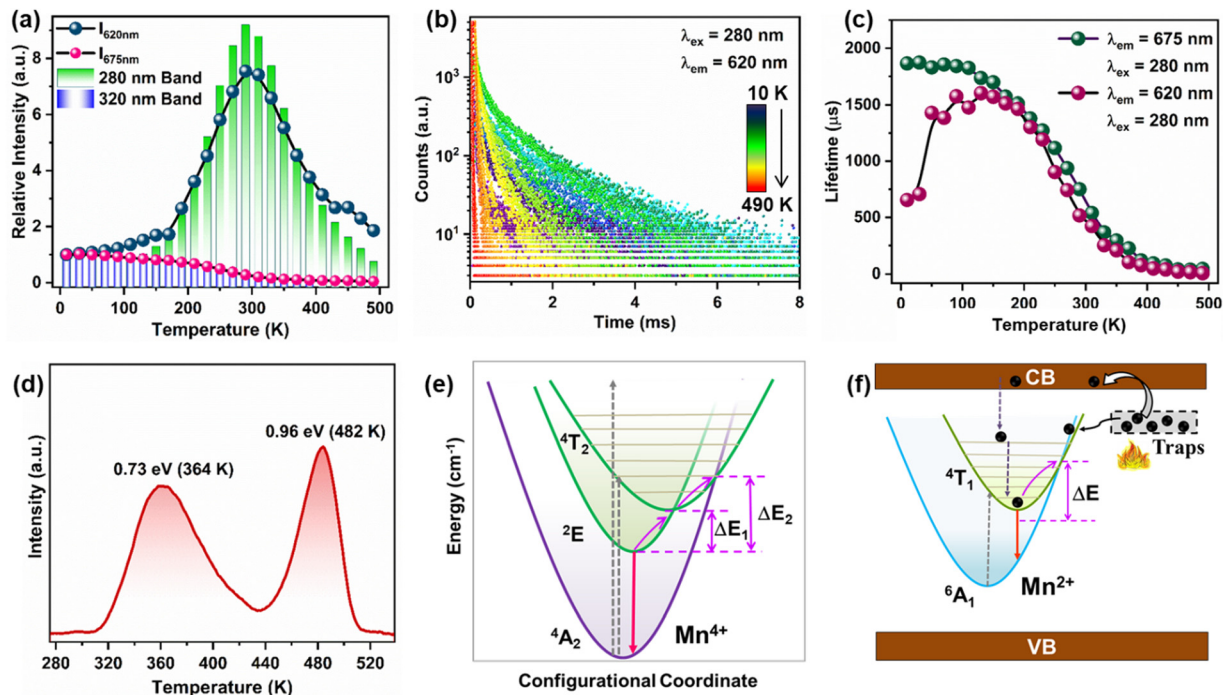 (a)
Relative Intensity (a.u.)
8
6
4
2
0
I620nm
I675nm
280 nm Band
320 nm Band
0 100 200 300 400 500
Temperature (K)
(b)
Counts (a.u.)
10³
10²
10¹
λex = 280 nm
λem = 620 nm
10 K
490 K
0 2 4 6 8
Time (ms)
(c)
Lifetime (μs)
2000
1500
1000
500
0
λem = 675 nm
λex = 280 nm
λem = 620 nm
λex = 280 nm
0 100 200 300 400 500
Temperature (K)
(d)
Intensity (a.u.)
0.73 eV (364 K)
0.96 eV (482 K)
280 320 360 400 440 480 520
Temperature (K)
(e)
Energy (cm⁻¹)
⁴T₂
²E
⁴A₂
ΔE₁
ΔE₂
Mn⁴⁺
Configurational Coordinate
(f)
CB
Traps
⁴T₁
ΔE
⁶A₁
Mn²⁺
VB